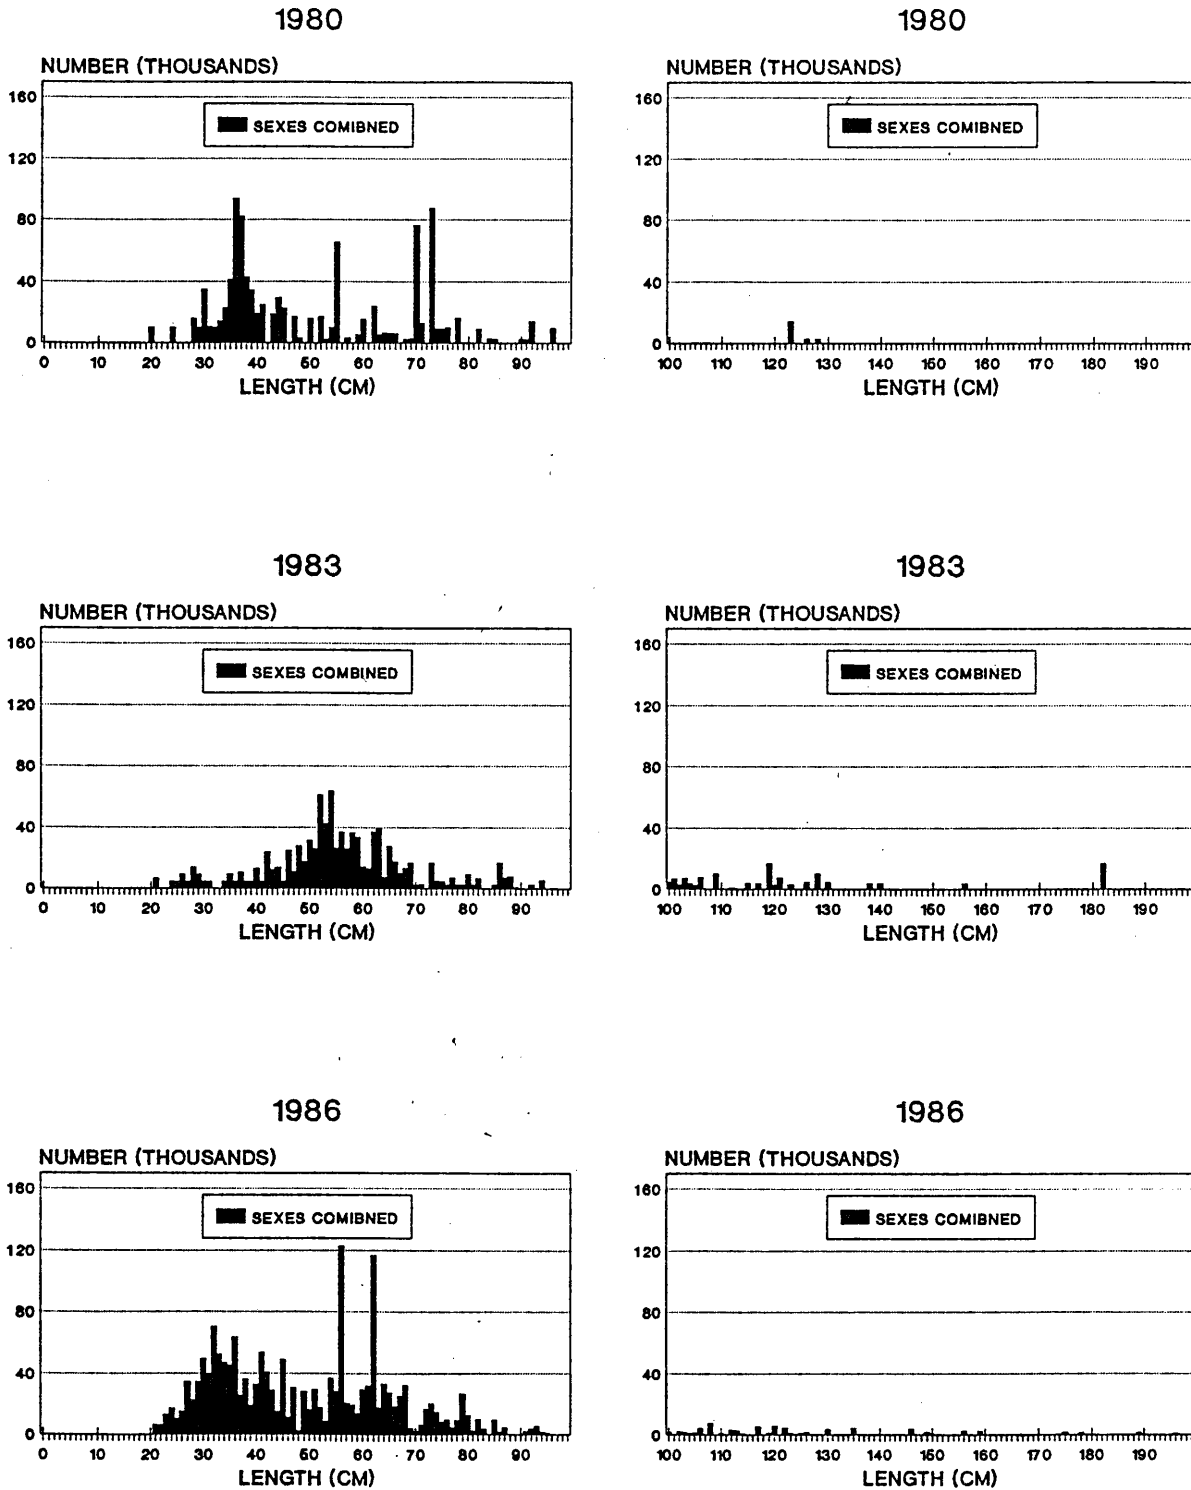 1980
NUMBER (THOUSANDS)
160
SEXES COMIBNED
120
80
40
0
0 10 20 30 40 50 60 70 80 90
LENGTH (CM)
1980
NUMBER (THOUSANDS)
160
SEXES COMIBNED
120
80
40
0
100 110 120 130 140 150 160 170 180 190
LENGTH (CM)
1983
NUMBER (THOUSANDS)
160
SEXES COMBINED
120
80
40
0
0 10 20 30 40 50 60 70 80 90
LENGTH (CM)
1983
NUMBER (THOUSANDS)
160
SEXES COMBINED
120
80
40
0
100 110 120 130 140 150 160 170 180 190
LENGTH (CM)
1986
NUMBER (THOUSANDS)
160
SEXES COMIBNED
120
80
40
0
0 10 20 30 40 50 60 70 80 90
LENGTH (CM)
1986
NUMBER (THOUSANDS)
160
SEXES COMIBNED
120
80
40
0
100 110 120 130 140 150 160 170 180 190
LENGTH (CM)